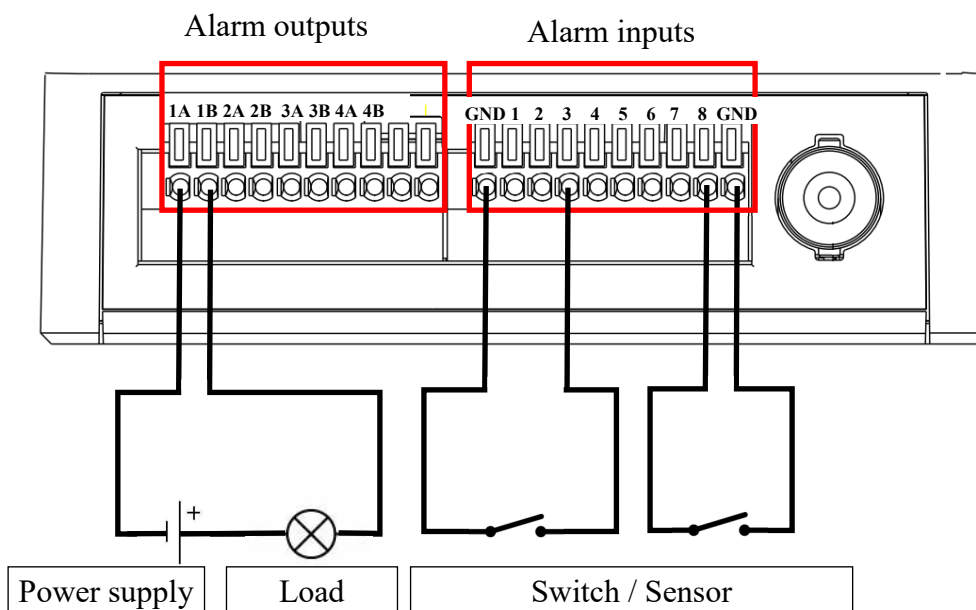 Alarm outputs
Alarm inputs
1A 1B 2A 2B 3A 3B 4A 4B
GND 1 2 3 4 5 6 7 8 GND
+
Power supply
Load
Switch / Sensor